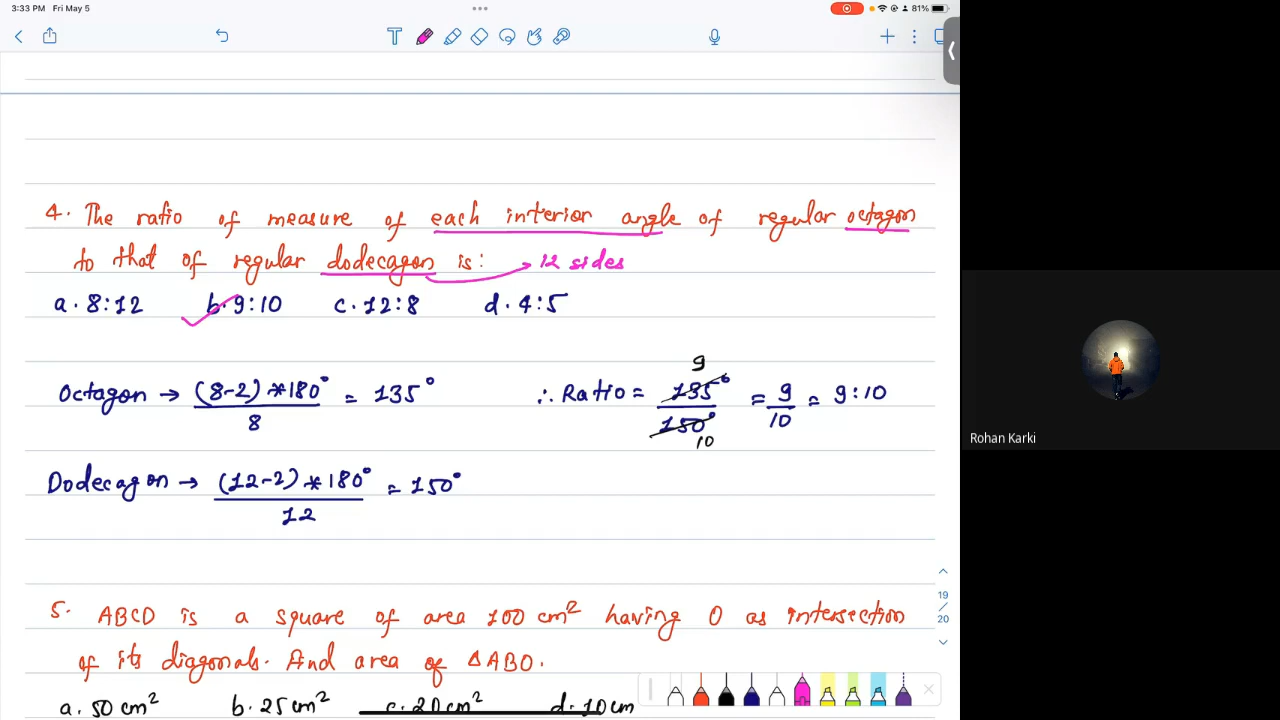 3:33 PM Fri May 5
81%
4. The ratio of measure of each interior angle of regular octagon
to that of regular dodecagon is: → 12 sides
a. 8:12 b. 9:10 c. 12:8 d. 4:5
9
Octagon → (8-2) * 180° / 8 = 135° ∴ Ratio = 135° / 150° = 9/10 = 9:10
10
Dodecagon → (12-2) * 180° / 12 = 150°
5. ABCD is a square of area 100 cm² having O as intersection
of its diagonals. And area of ΔABO.
a. 50 cm² b. 25 cm² c. 20 cm² d. 10 cm
19
/
20
Rohan Karki